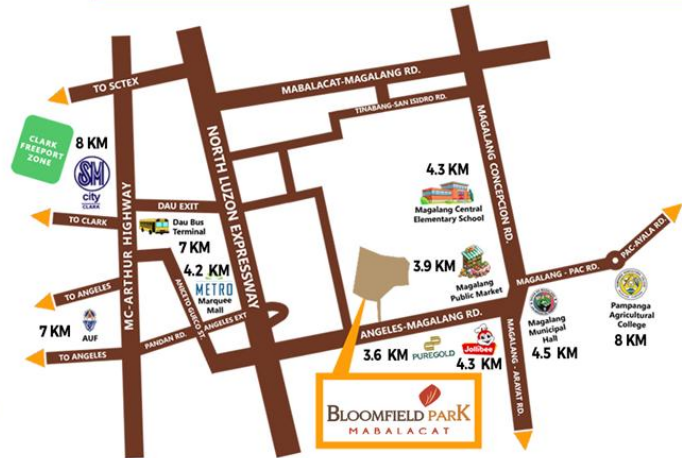 TO SCTEX
MABALACAT-MAGALANG RD.
TINABANG-SAN ISIDRO RD.
CLARK
FREEPORT
ZONE
8 KM
SM
city
CLARK
MC-ARTHUR HIGHWAY
NORTH LUZON EXPRESSWAY
MAGALANG CONCEPCION RD.
4.3 KM
Magalang Central
Elementary School
DAU EXIT
TO CLARK
Dau Bus
Terminal
7 KM
PAC-AYALA RD.
4.2 KM
METRO
Marquee
Mall
3.9 KM
Magalang
Public Market
MAGALANG - PAC RD.
TO ANGELES
ANICETO GUECO ST.
ANGELES EXT
7 KM
AUF
PANDAN RD.
TO ANGELES
ANGELES-MAGALANG RD.
3.6 KM
PUREGOLD
Jollibee
4.3 KM
MAGALANG - ARAYAT RD.
Magalang
Municipal
Hall
4.5 KM
Pampanga
Agricultural
College
8 KM
BLOOMFIELD PARK
MABALACAT